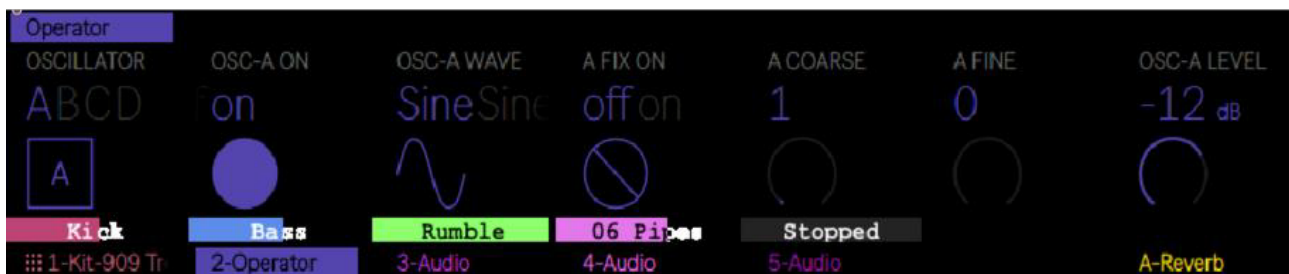 Operator
OSCILLATOR OSC-A ON OSC-A WAVE A FIX ON A COARSE A FINE OSC-A LEVEL
ABCD on Sine Sine off on 1 0 -12 dB
A
Kick Bass Rumble 06 Pipes Stopped
1-Kit-909 Tr 2-Operator 3-Audio 4-Audio 5-Audio A-Reverb